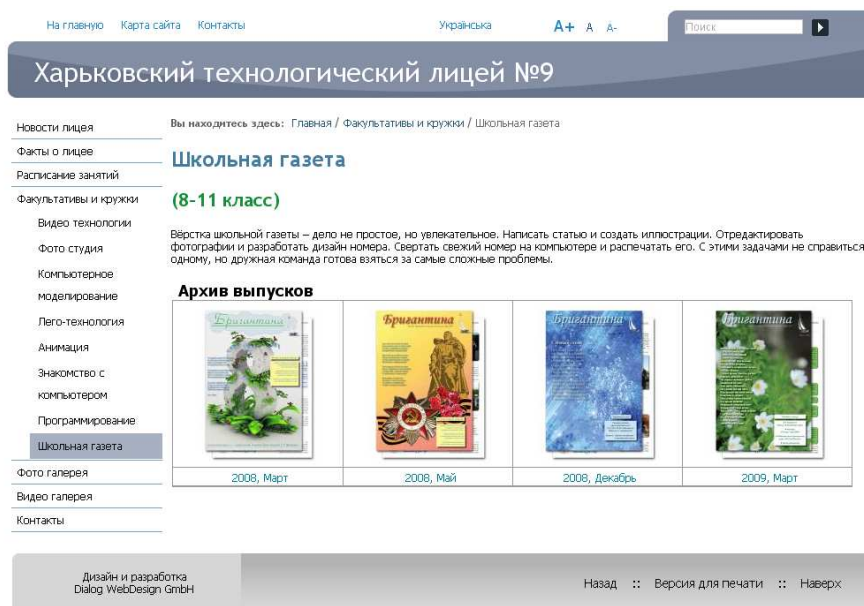 На главную Карта сайта Контакты Українська A+ A A- Поиск
Харьковский технологический лицей №9
Новости лицея
Факты о лицее
Расписание занятий
Факультативы и кружки
Видео технологии
Фото студия
Компьютерное
моделирование
Лего-технология
Анимация
Знакомство с
компьютером
Программирование
Школьная газета
Фото галерея
Видео галерея
Контакты
Вы находитесь здесь: Главная / Факультативы и кружки / Школьная газета
Школьная газета
(8-11 класс)
Вёрстка школьной газеты – дело не простое, но увлекательное. Написать статью и создать иллюстрации. Отредактировать
фотографии и разработать дизайн номера. Свертать свежий номер на компьютере и распечатать его. С этими задачами не справиться
одному, но дружная команда готова взяться за самые сложные проблемы.
Архив выпусков
Бригантина Бригантина Бригантина Бригантина
2008, Март 2008, Май 2008, Декабрь 2009, Март
Дизайн и разработка
Dialog WebDesign GmbH
Назад :: Версия для печати :: Наверх